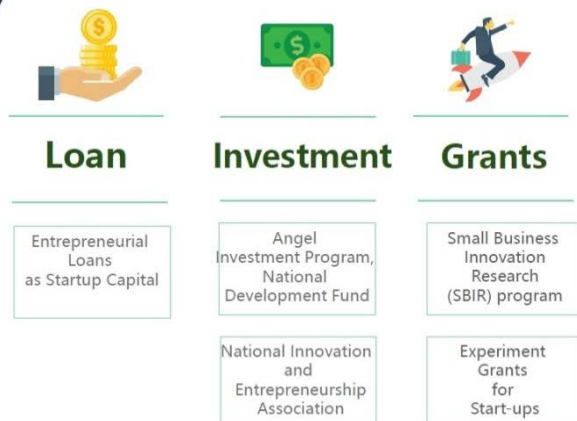 Loan
Investment
Grants
Entrepreneurial
Loans
as Startup Capital
Angel
Investment Program,
National
Development Fund
Small Business
Innovation
Research
(SBIR) program
National Innovation
and
Entrepreneurship
Association
Experiment
Grants
for
Start-ups